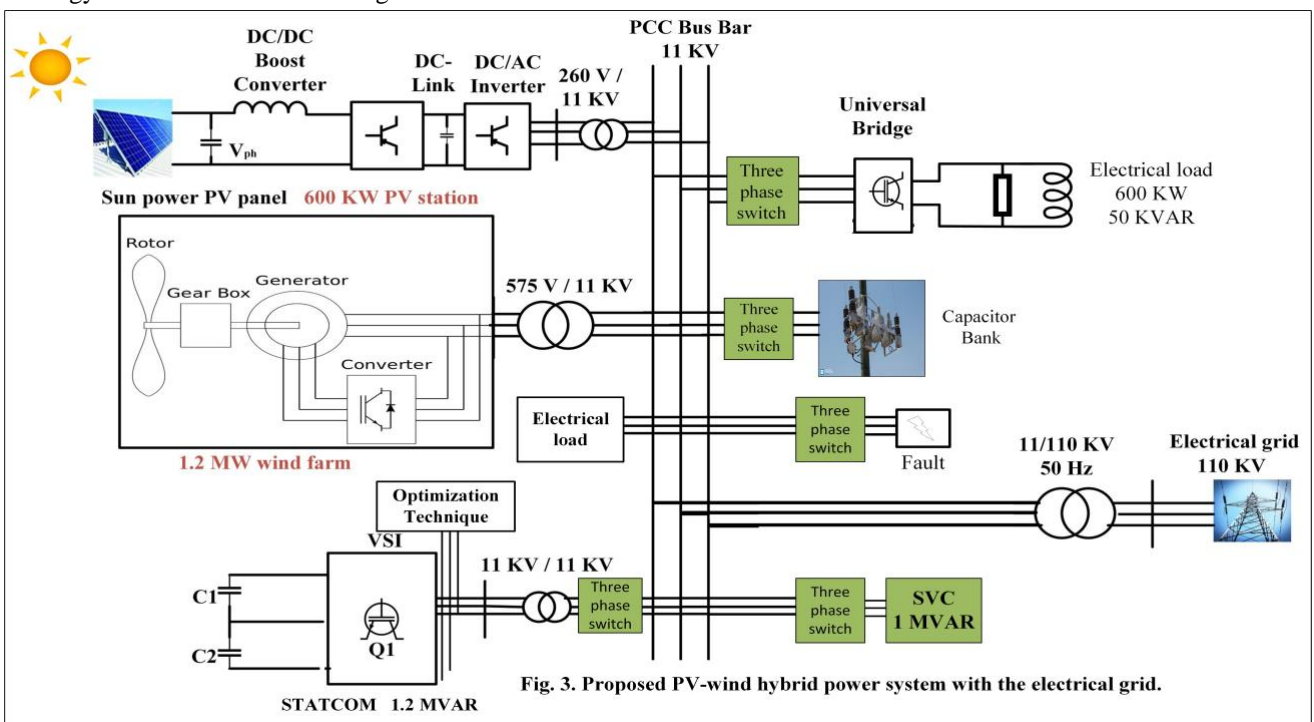 DC/DC
Boost
Converter
DC-
Link
DC/AC
Inverter
260 V /
11 KV
PCC Bus Bar
11 KV
Universal
Bridge
Vph
Three
phase
switch
Electrical load
600 KW
50 KVAR
Sun power PV panel 600 KW PV station
Rotor
Gear Box
Generator
Converter
575 V / 11 KV
1.2 MW wind farm
Three
phase
switch
Capacitor
Bank
Electrical
load
Three
phase
switch
Fault
11/110 KV
50 Hz
Electrical grid
110 KV
Optimization
Technique
VSI
C1
C2
Q1
11 KV / 11 KV
Three
phase
switch
Three
phase
switch
SVC
1 MVAR
STATCOM 1.2 MVAR
Fig. 3. Proposed PV-wind hybrid power system with the electrical grid.